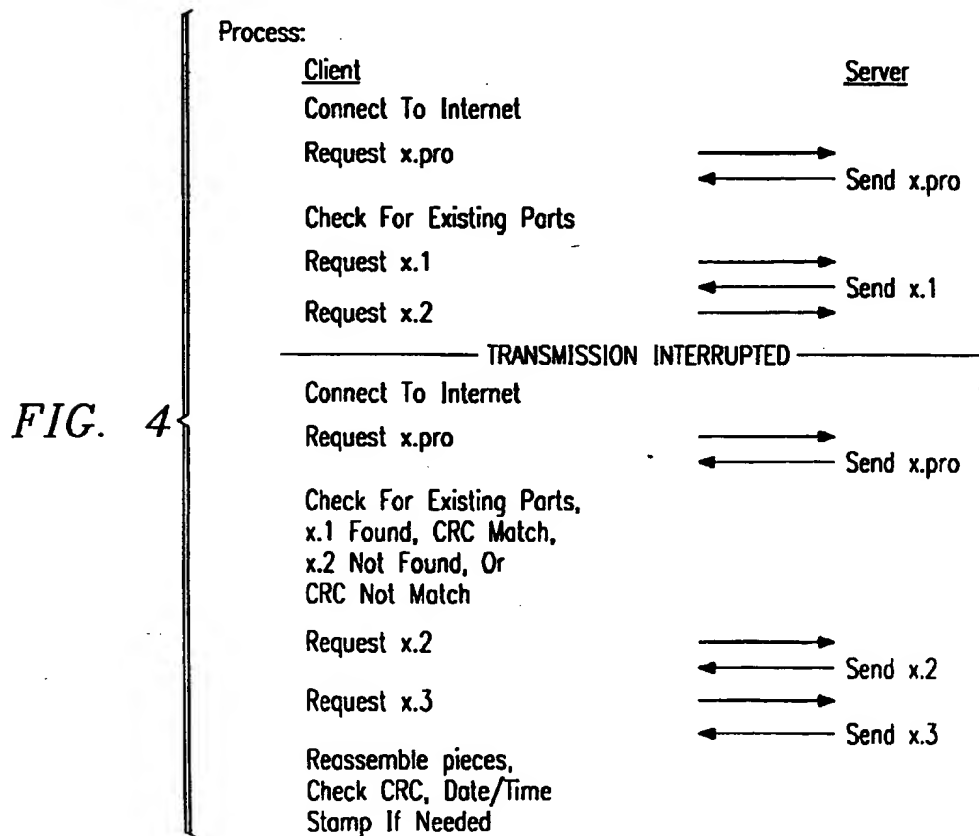 Process:
Client Server
Connect To Internet
Request x.pro
Send x.pro
Check For Existing Parts
Request x.1
Send x.1
Request x.2
TRANSMISSION INTERRUPTED
Connect To Internet
FIG. 4
Request x.pro
Send x.pro
Check For Existing Parts,
x.1 Found, CRC Match,
x.2 Not Found, Or
CRC Not Match
Request x.2
Send x.2
Request x.3
Send x.3
Reassemble pieces,
Check CRC, Date/Time
Stamp If Needed